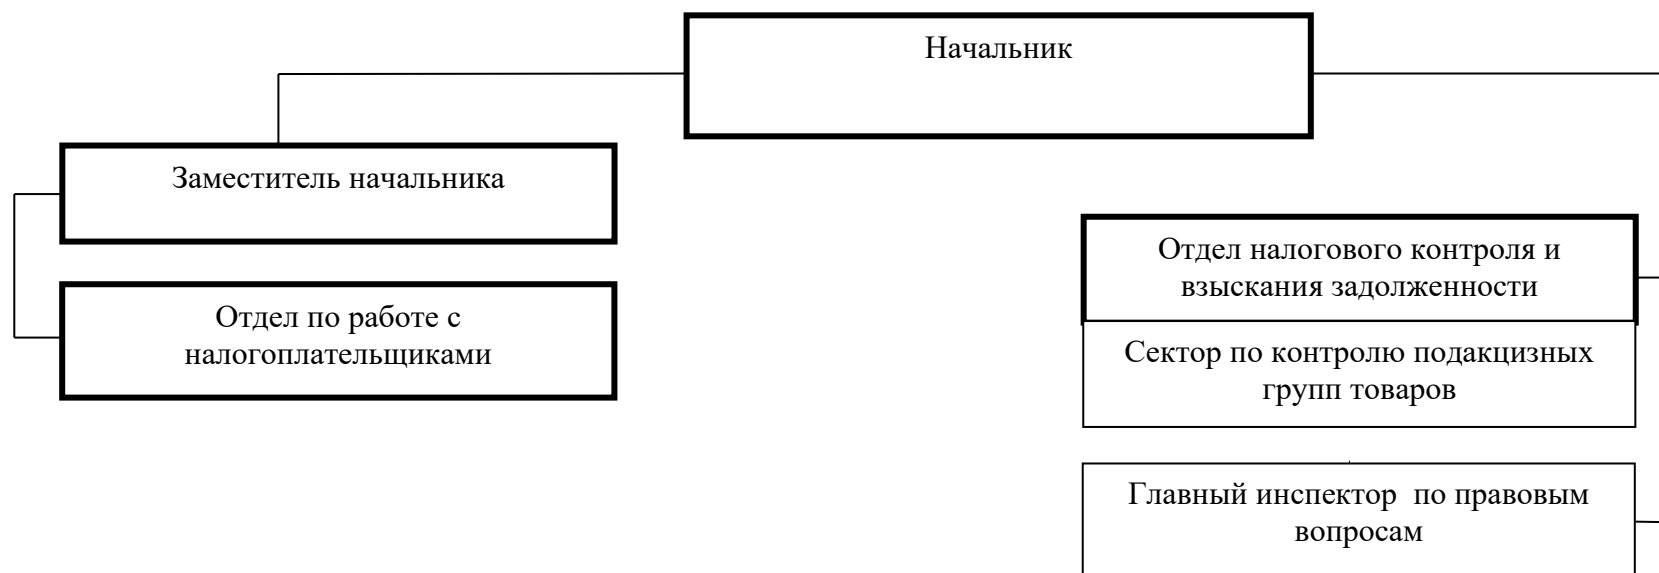 Начальник
Заместитель начальника
Отдел по работе с
налогоплательщиками
Отдел налогового контроля и
взыскания задолженности
Сектор по контролю подакцизных
групп товаров
Главный инспектор  по правовым
вопросам